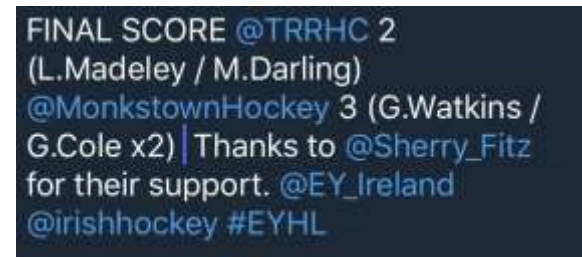 FINAL SCORE @TRRHC 2
(L.Madeley / M.Darling)
@MonkstownHockey 3 (G.Watkins /
G.Cole x2) Thanks to @Sherry_Fitz
for their support. @EY_Ireland
@irishhockey #EYHL